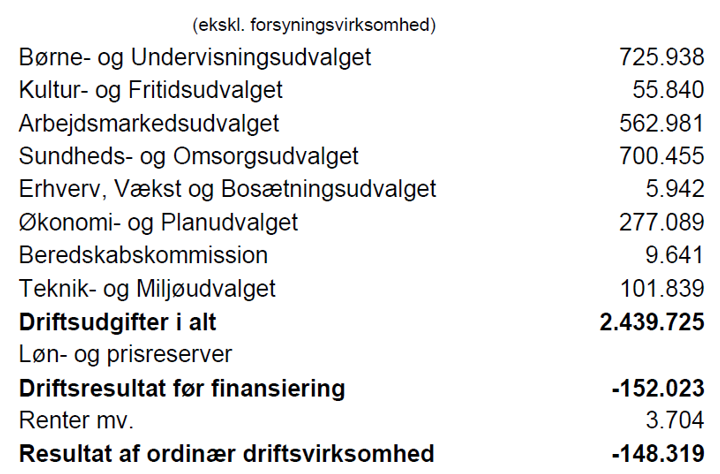 (ekskl. forsyningsvirksomhed)
Børne- og Undervisningsudvalget 725.938
Kultur- og Fritidsudvalget 55.840
Arbejdsmarkedsudvalget 562.981
Sundheds- og Omsorgsudvalget 700.455
Erhverv, Vækst og Bosætningsudvalget 5.942
Økonomi- og Planudvalget 277.089
Beredskabskommission 9.641
Teknik- og Miljøudvalget 101.839
Driftsudgifter i alt 2.439.725
Løn- og prisreserver
Driftsresultat før finansiering -152.023
Renter mv. 3.704
Resultat af ordinær driftsvirksomhed -148.319